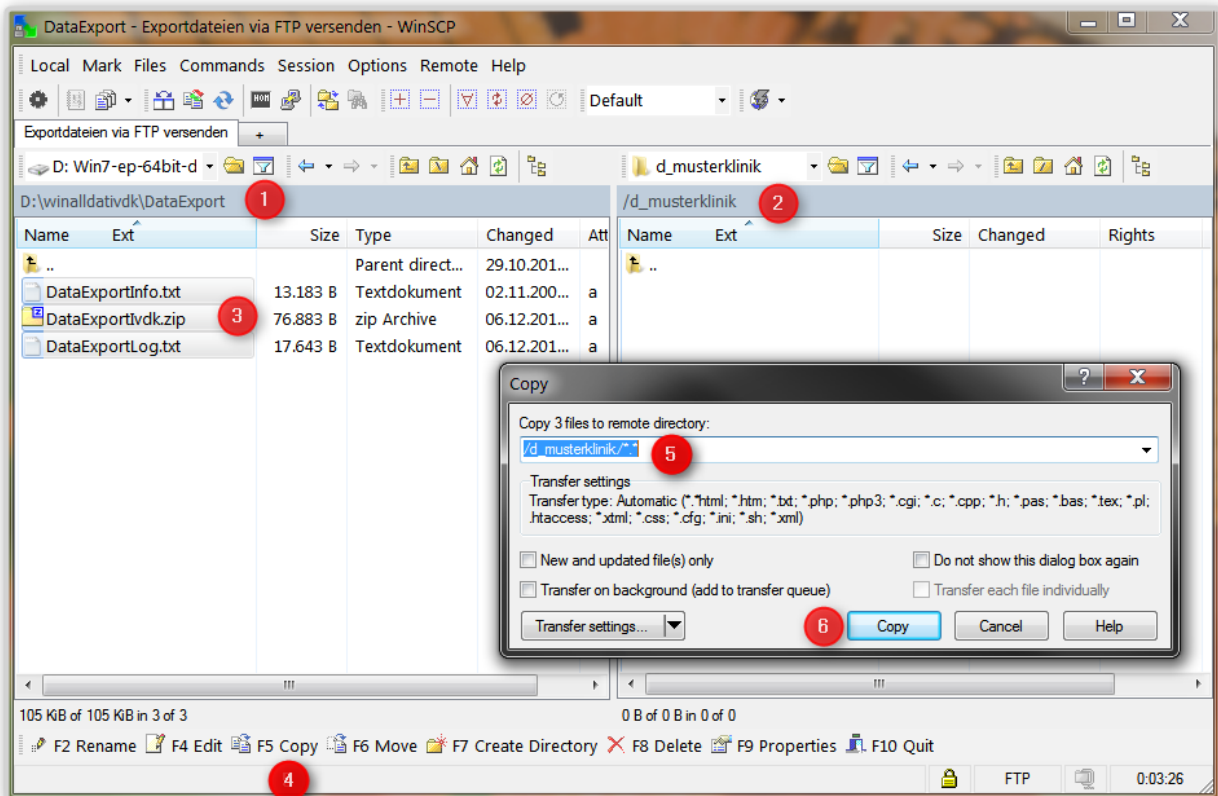 DataExport - Exportdateien via FTP versenden - WinSCP
Local Mark Files Commands Session Options Remote Help
Default
Exportdateien via FTP versenden +
D: Win7-ep-64bit-d
d_musterklinik
D:\winalldativdk\DataExport 1
/d_musterklinik 2
Name Ext Size Type Changed Att
Name Ext Size Changed Rights
.. Parent direct... 29.10.201...
..
DataExportInfo.txt 13.183 B Textdokument 02.11.200... a
DataExportIvdk.zip 3 76.883 B zip Archive 06.12.201... a
DataExportLog.txt 17.643 B Textdokument 06.12.201... a
Copy
Copy 3 files to remote directory:
/d_musterklinik/*.* 5
Transfer settings
Transfer type: Automatic (*.*html; *.htm; *.txt; *.php; *.php3; *.cgi; *.c; *.cpp; *.h; *.pas; *.bas; *.tex; *.pl;
.htaccess; *.xtml; *.css; *.cfg; *.ini; *.sh; *.xml)
New and updated file(s) only
Do not show this dialog box again
Transfer on background (add to transfer queue)
Transfer each file individually
Transfer settings... 6 Copy Cancel Help
105 KiB of 105 KiB in 3 of 3
0 B of 0 B in 0 of 0
F2 Rename F4 Edit F5 Copy F6 Move F7 Create Directory F8 Delete F9 Properties F10 Quit
4
FTP 0:03:26